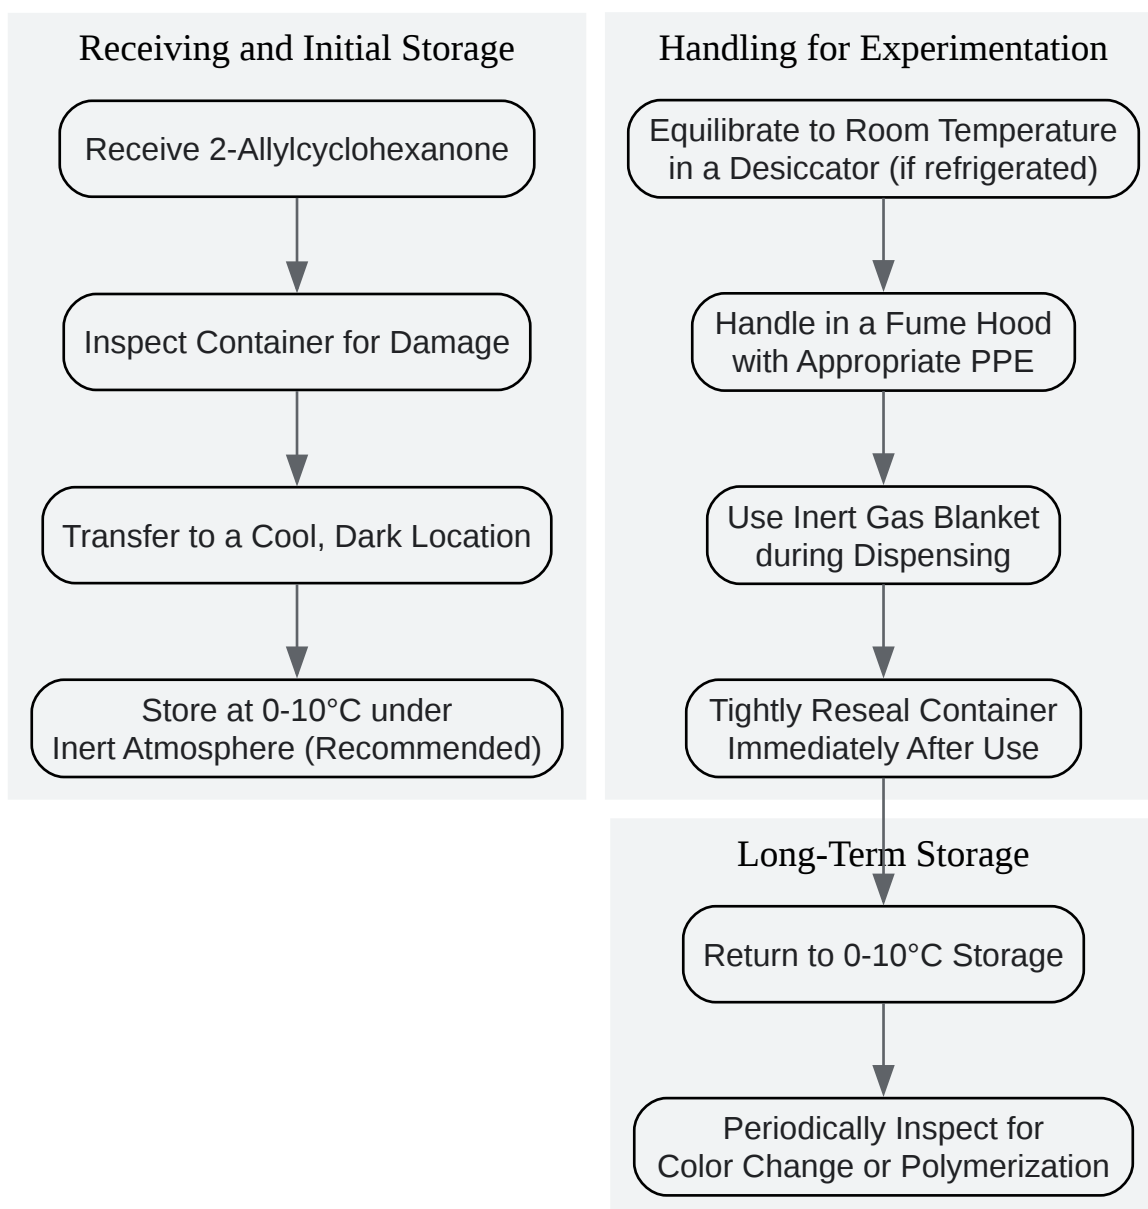 Receiving and Initial Storage
Receive 2-Allylcyclohexanone
Inspect Container for Damage
Transfer to a Cool, Dark Location
Store at 0-10°C under
Inert Atmosphere (Recommended)
Handling for Experimentation
Equilibrate to Room Temperature
in a Desiccator (if refrigerated)
Handle in a Fume Hood
with Appropriate PPE
Use Inert Gas Blanket
during Dispensing
Tightly Reseal Container
Immediately After Use
Long-Term Storage
Return to 0-10°C Storage
Periodically Inspect for
Color Change or Polymerization